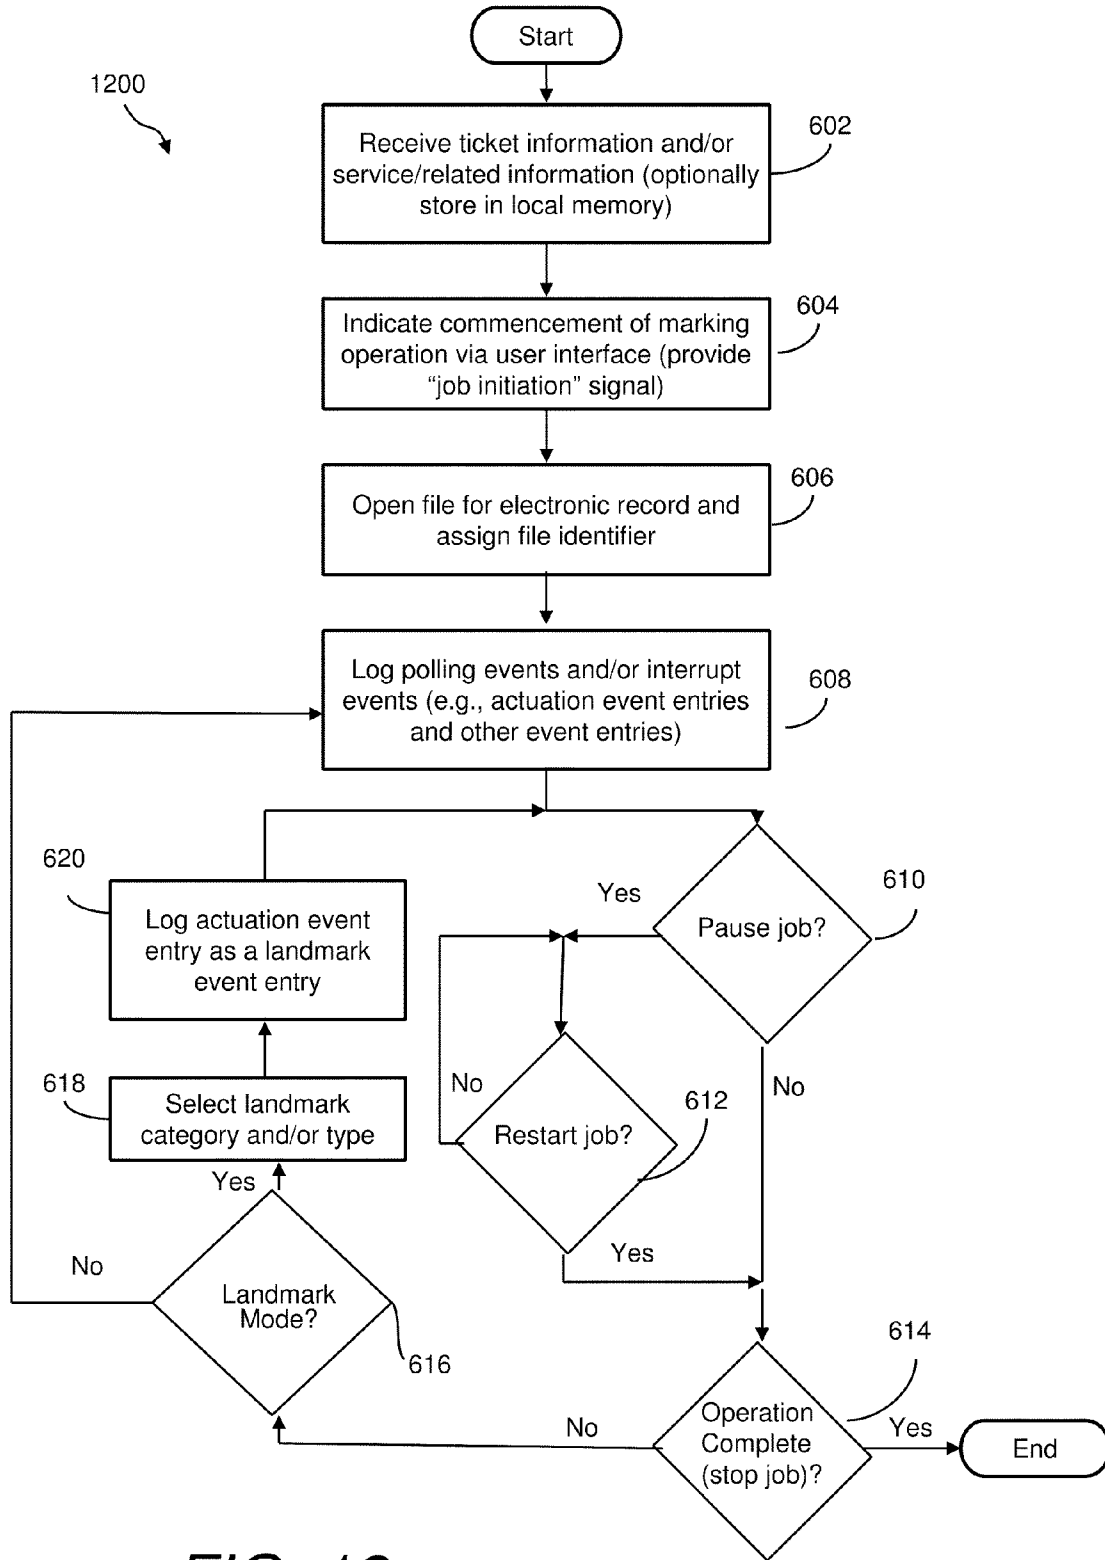 Start
1200
Receive ticket information and/or
service/related information (optionally
store in local memory)
602
Indicate commencement of marking
operation via user interface (provide
“job initiation” signal)
604
Open file for electronic record and
assign file identifier
606
Log polling events and/or interrupt
events (e.g., actuation event entries
and other event entries)
608
620
Log actuation event
entry as a landmark
event entry
Yes
Pause job?
610
618
Select landmark
category and/or type
No
Restart job?
612
No
Yes
No
Landmark
Mode?
616
Yes
No
Operation
Complete
(stop job)?
614
Yes
End